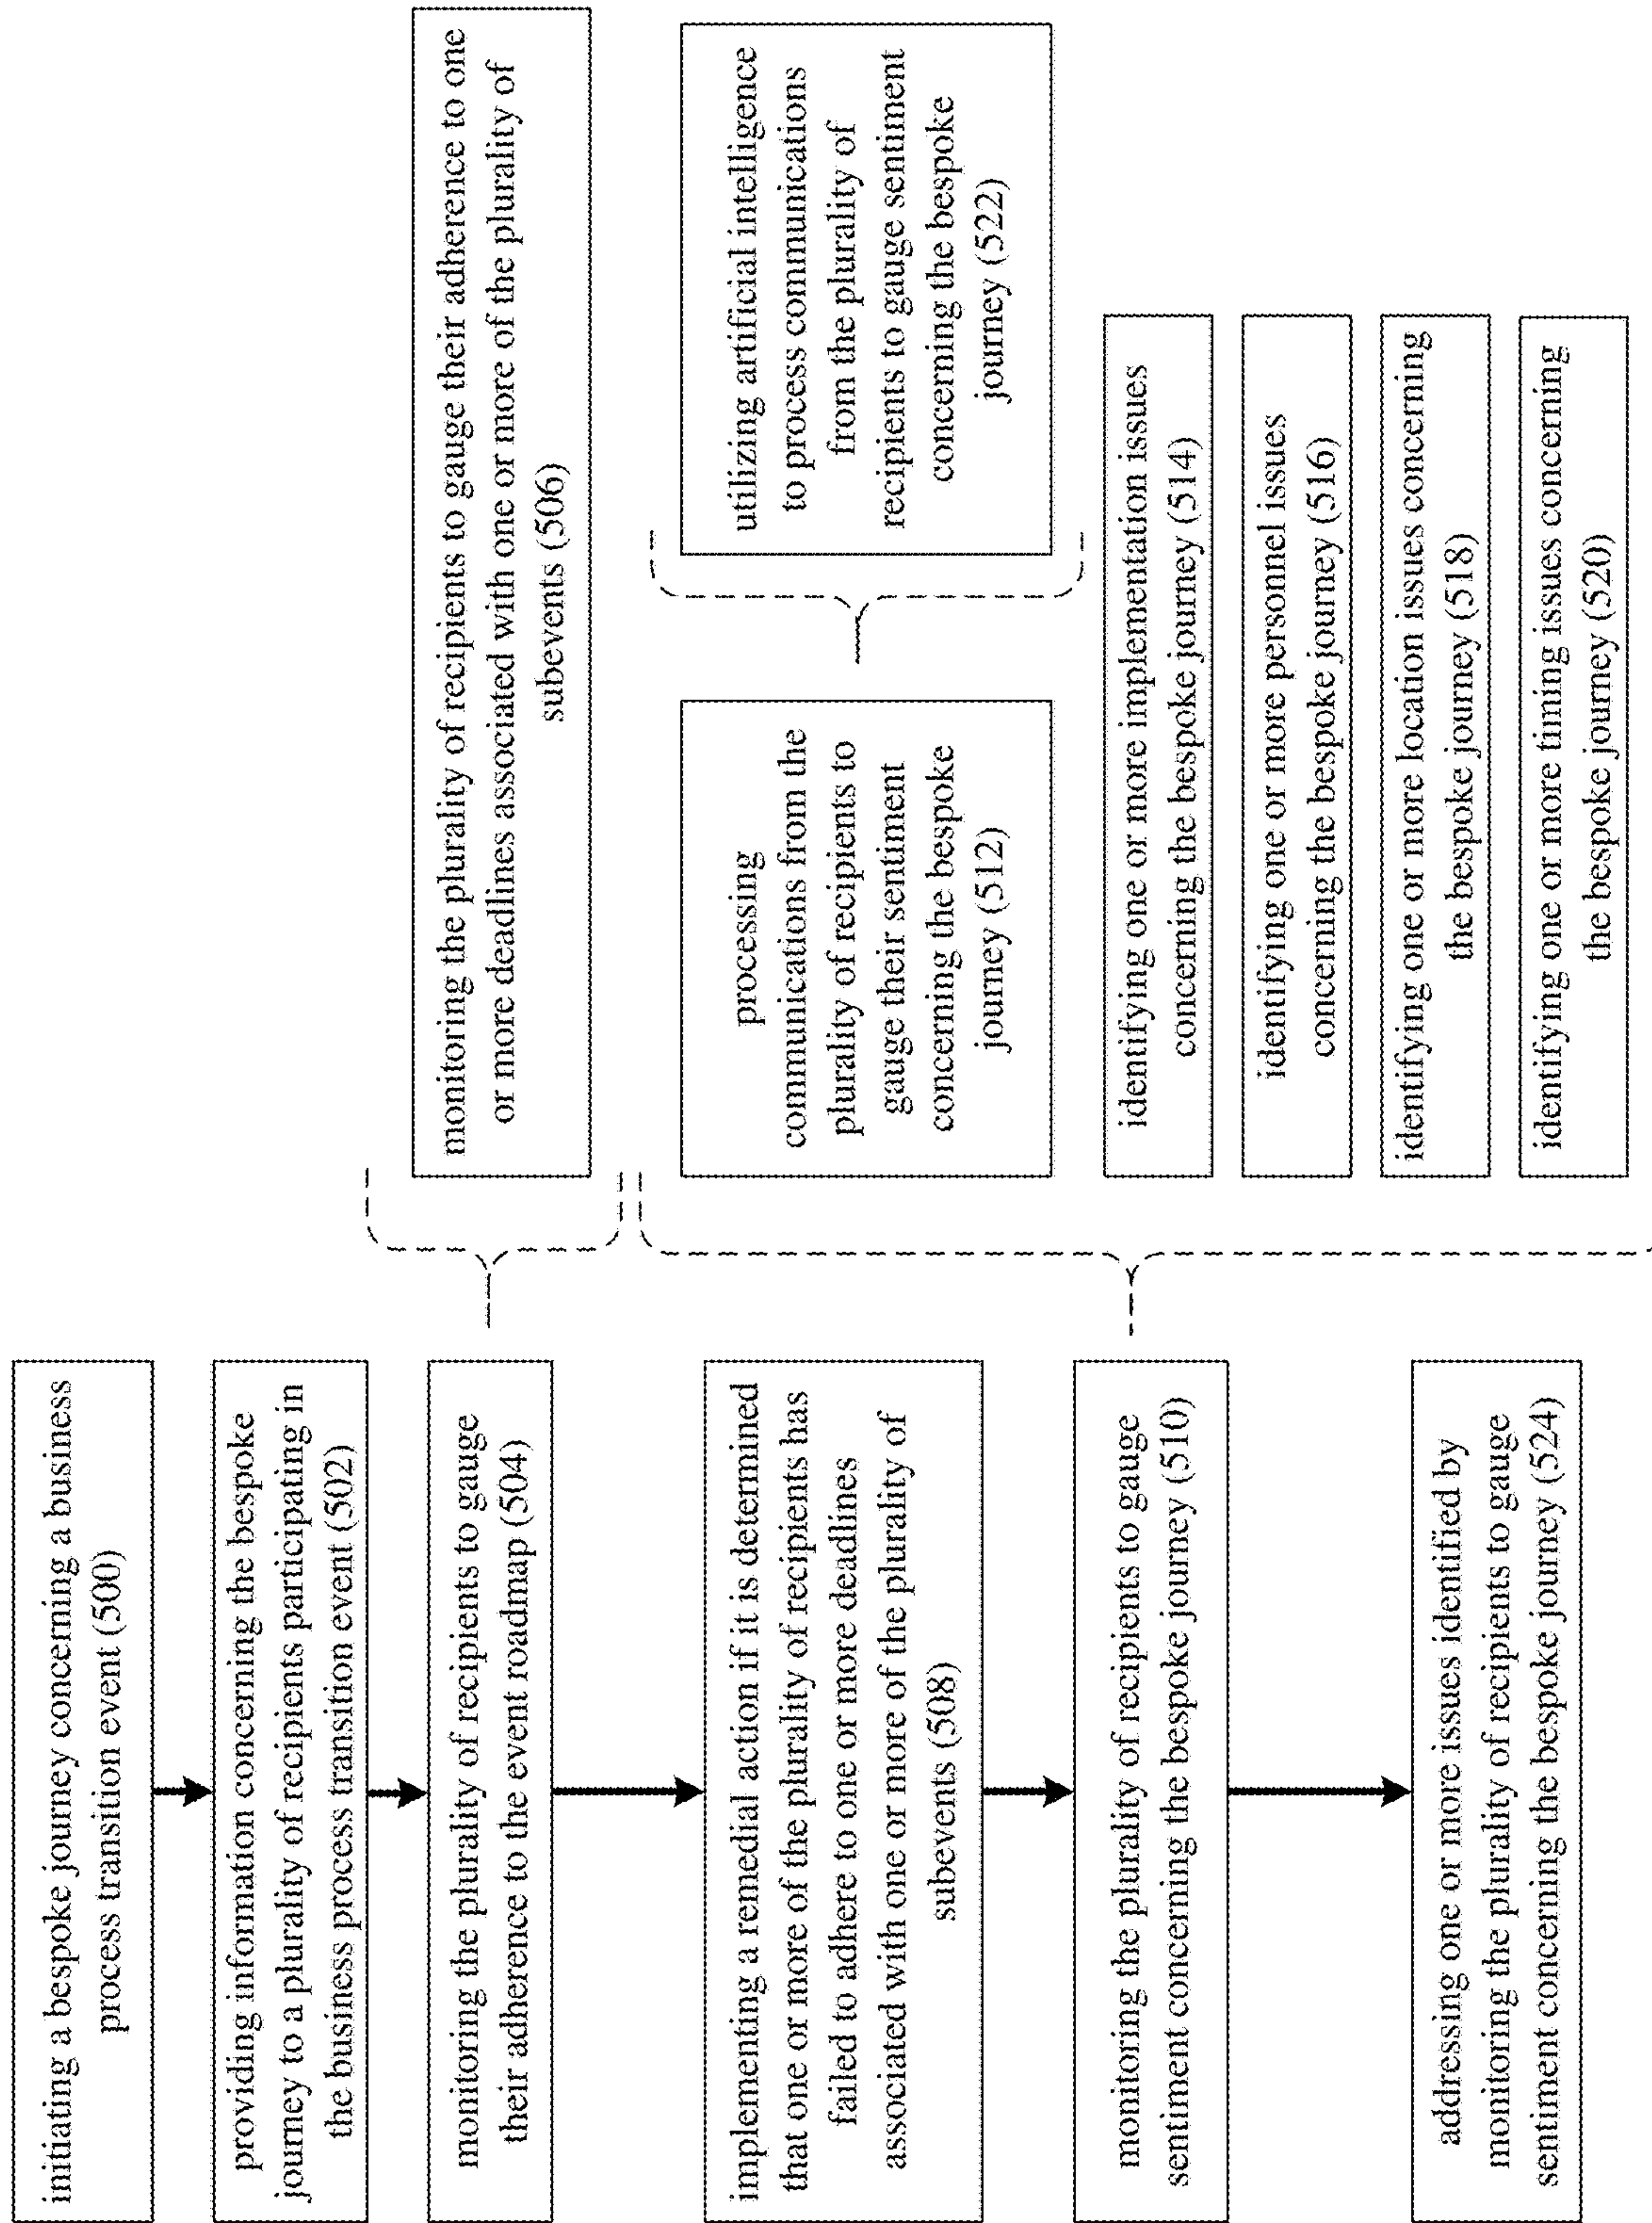 initiating a bespoke journey concerning a business
process transition event (500)
providing information concerning the bespoke
journey to a plurality of recipients participating in
the business process transition event (502)
monitoring the plurality of recipients to gauge
their adherence to the event roadmap (504)
monitoring the plurality of recipients to gauge their adherence to one
or more deadlines associated with one or more of the plurality of
subevents (506)
implementing a remedial action if it is determined
that one or more of the plurality of recipients has
failed to adhere to one or more deadlines
associated with one or more of the plurality of
subevents (508)
monitoring the plurality of recipients to gauge
sentiment concerning the bespoke journey (510)
processing
communications from the
plurality of recipients to
gauge their sentiment
concerning the bespoke
journey (512)
utilizing artificial intelligence
to process communications
from the plurality of
recipients to gauge sentiment
concerning the bespoke
journey (522)
identifying one or more implementation issues
concerning the bespoke journey (514)
identifying one or more personnel issues
concerning the bespoke journey (516)
identifying one or more location issues concerning
the bespoke journey (518)
identifying one or more timing issues concerning
the bespoke journey (520)
addressing one or more issues identified by
monitoring the plurality of recipients to gauge
sentiment concerning the bespoke journey (524)